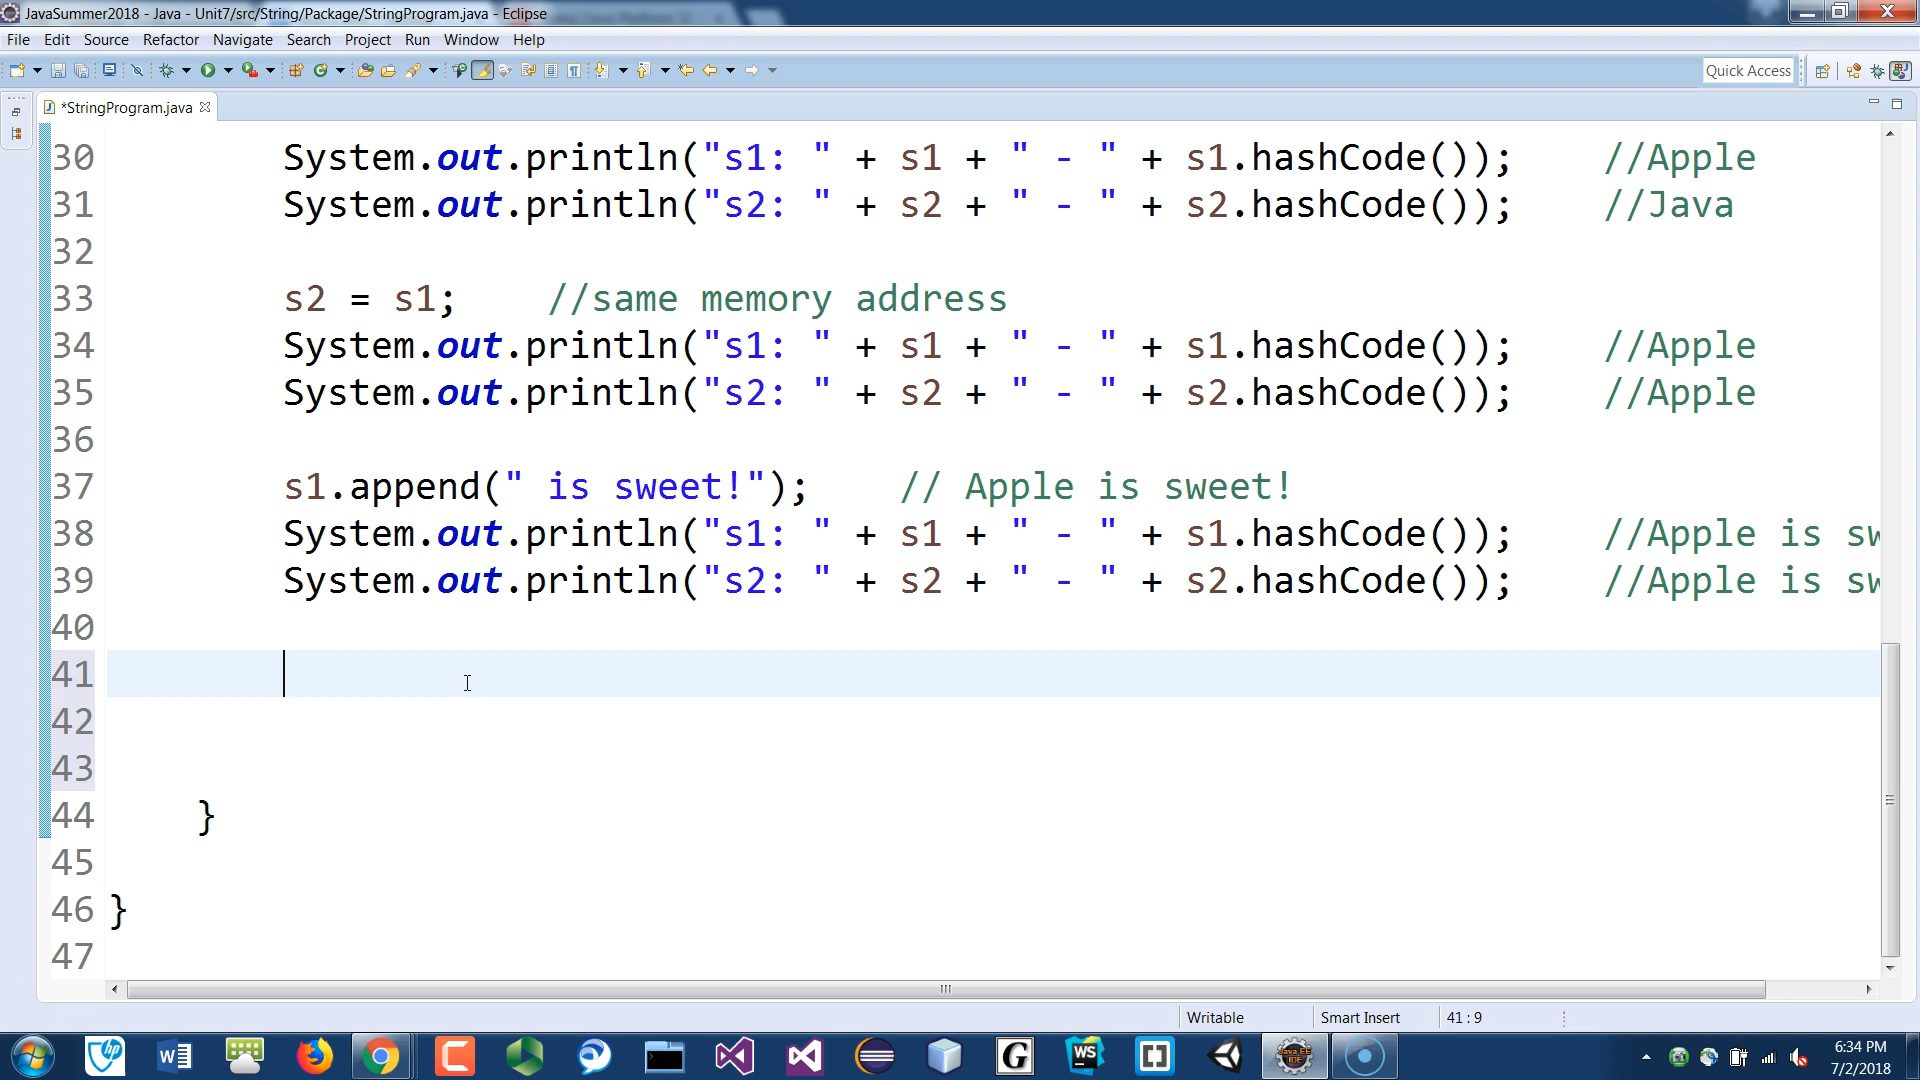 JavaSummer2018 - Java - Unit7/src/String/Package/StringProgram.java - Eclipse
File Edit Source Refactor Navigate Search Project Run Window Help
Quick Access
*StringProgram.java
30 System.out.println("s1: " + s1 + " - " + s1.hashCode()); //Apple
31 System.out.println("s2: " + s2 + " - " + s2.hashCode()); //Java
32
33 s2 = s1; //same memory address
34 System.out.println("s1: " + s1 + " - " + s1.hashCode()); //Apple
35 System.out.println("s2: " + s2 + " - " + s2.hashCode()); //Apple
36
37 s1.append(" is sweet!"); // Apple is sweet!
38 System.out.println("s1: " + s1 + " - " + s1.hashCode()); //Apple is sw
39 System.out.println("s2: " + s2 + " - " + s2.hashCode()); //Apple is sw
40
41
42
43
44 }
45
46 }
47
Writable Smart Insert 41 : 9
6:34 PM
7/2/2018